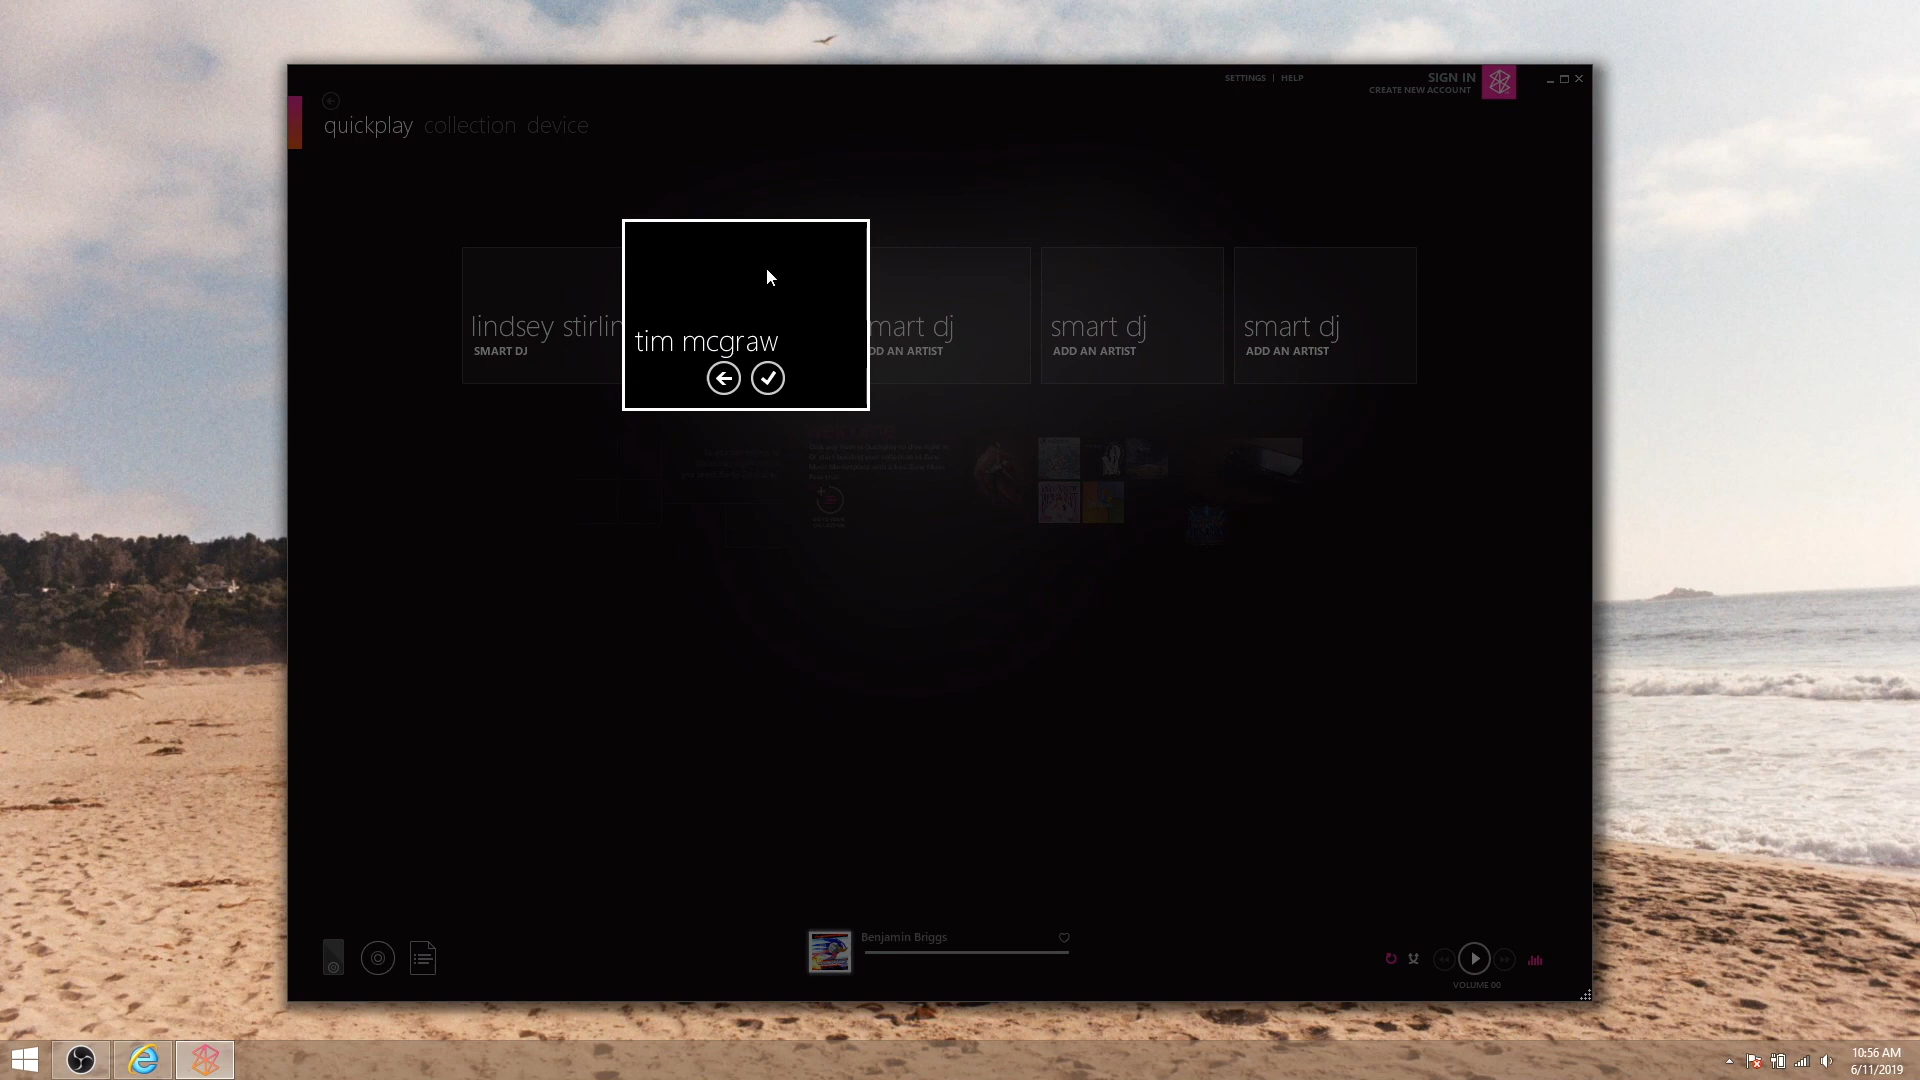 SETTINGS | HELP
SIGN IN
CREATE NEW ACCOUNT
quickplay collection device
lindsey stirlin
SMART DJ
tim mcgraw
mart dj
DD AN ARTIST
smart dj
ADD AN ARTIST
smart dj
ADD AN ARTIST
Benjamin Briggs
VOLUME 00
10:56 AM
6/11/2019